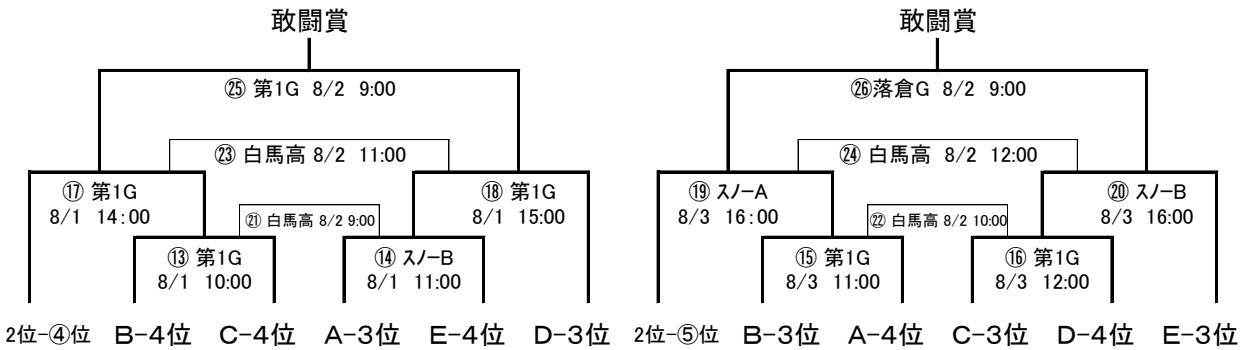 敢闘賞 敢闘賞
㉕ 第1G 8/2 9:00 ㉖落倉G 8/2 9:00
㉓ 白馬高 8/2 11:00 ㉔ 白馬高 8/2 12:00
⑰ 第1G ⑱ 第1G ⑲ スノーA ⑳ スノーB
8/1 14:00 ㉑ 白馬高 8/2 9:00 8/1 15:00 8/3 16:00 ㉒ 白馬高 8/2 10:00 8/3 16:00
⑬ 第1G ⑭ スノーB ⑮ 第1G ⑯ 第1G
8/1 10:00 8/1 11:00 8/3 11:00 8/3 12:00
2位-④位 B-4位 C-4位 A-3位 E-4位 D-3位 2位-⑤位 B-3位 A-4位 C-3位 D-4位 E-3位